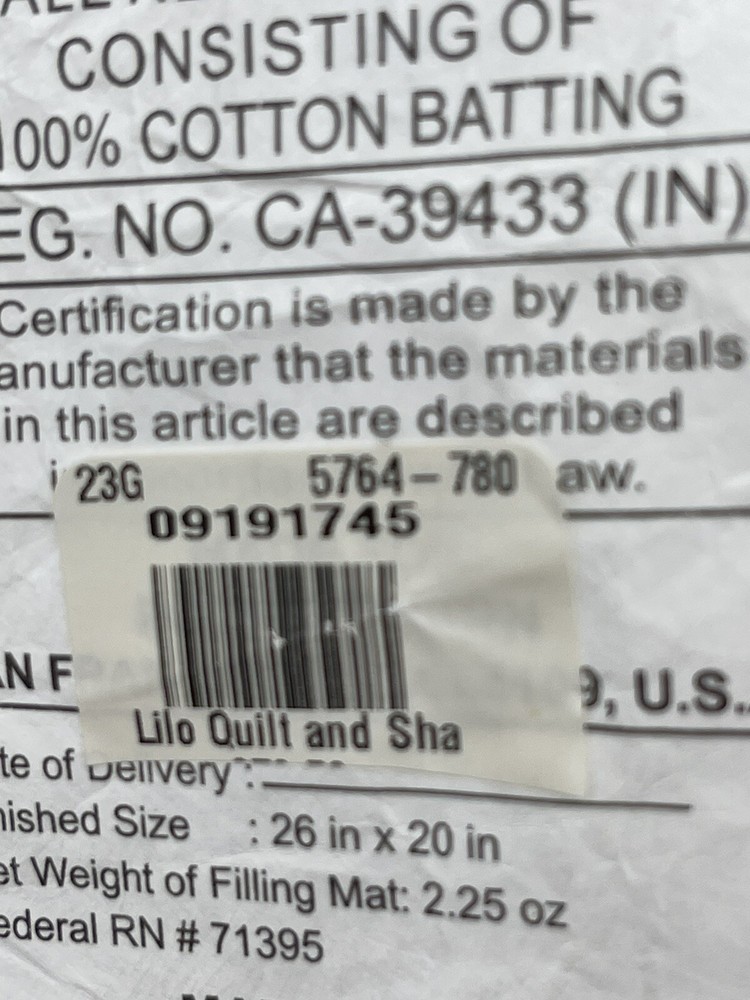 CONSISTING OF
100% COTTON BATTING
EG. NO. CA-39433 (IN)
Certification is made by the
anufacturer that the materials
in this article are described
aw.
23G 5764-780
09191745
Lilo Quilt and Sha
N F 9, U.S.
te of Delivery :
nished Size : 26 in x 20 in
et Weight of Filling Mat: 2.25 oz
ederal RN # 71395